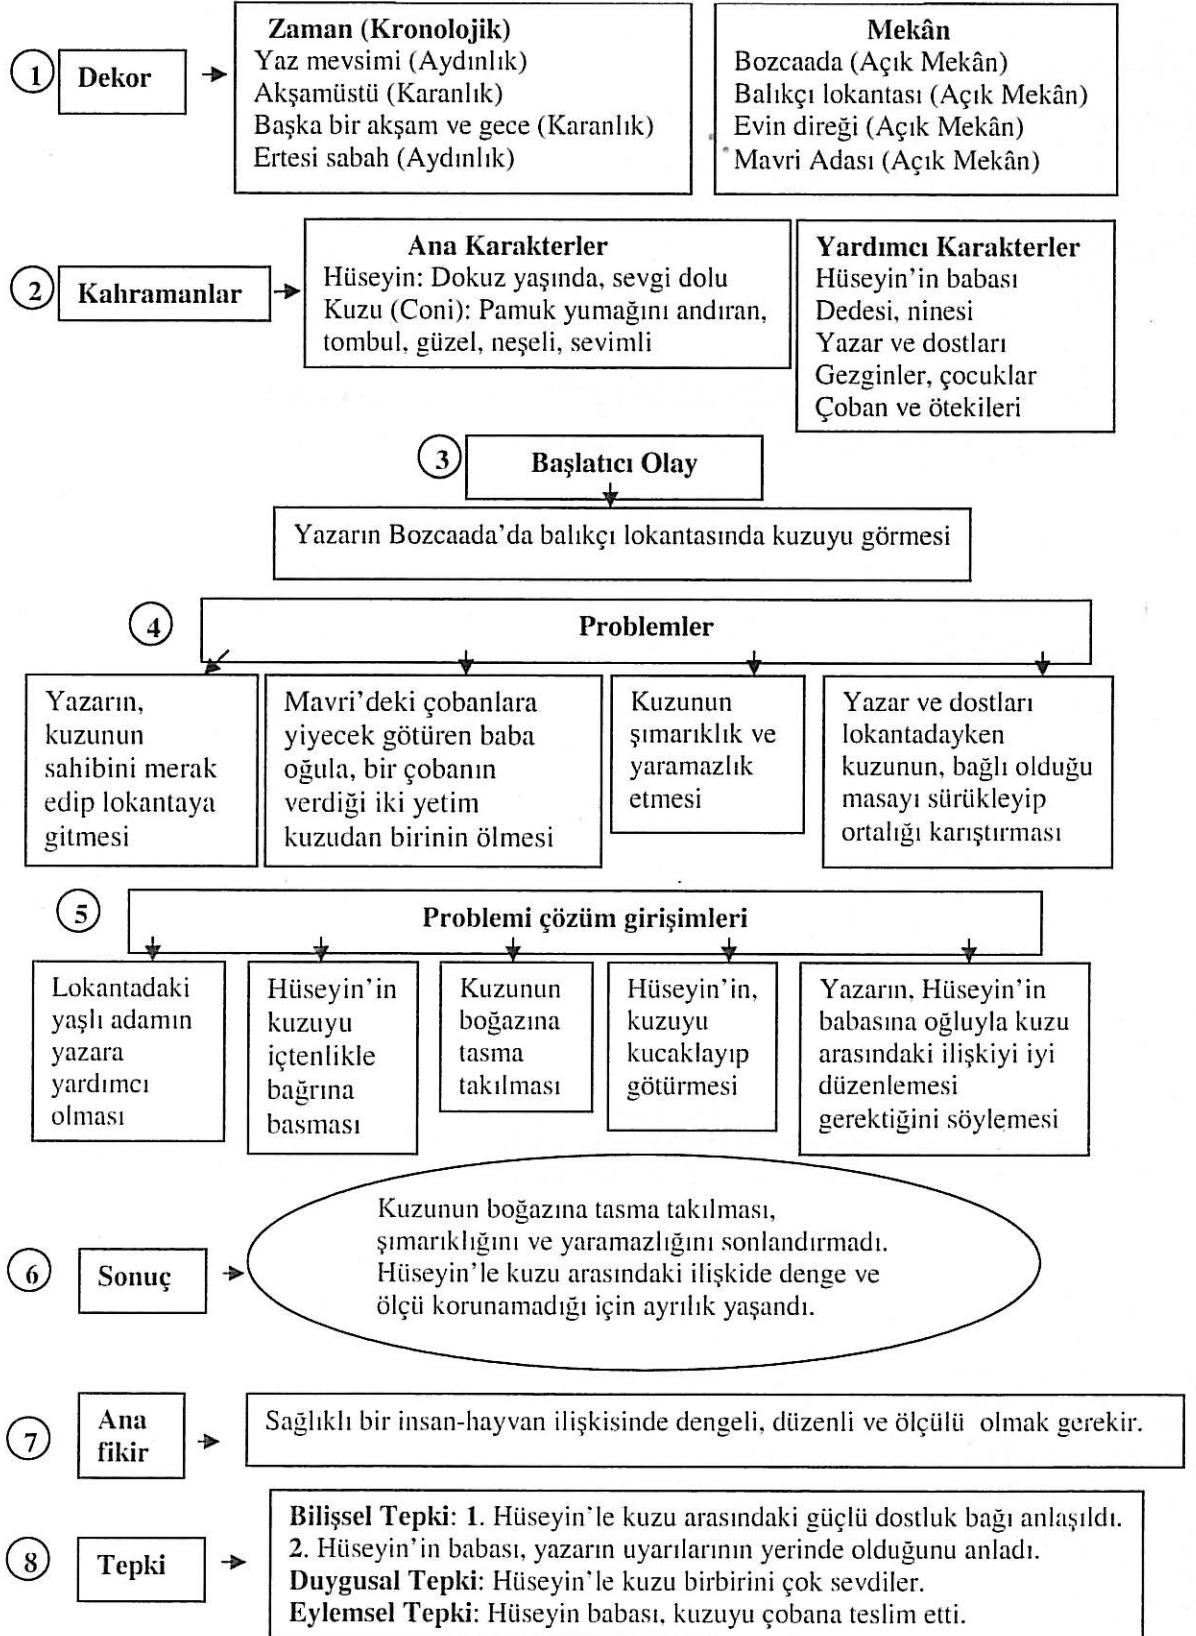 1
Dekor
Zaman (Kronolojik)
Yaz mevsimi (Aydınlık)
Akşamüstü (Karanlık)
Başka bir akşam ve gece (Karanlık)
Ertesi sabah (Aydınlık)
Mekân
Bozcaada (Açık Mekân)
Balıkçı lokantası (Açık Mekân)
Evin direği (Açık Mekân)
Mavri Adası (Açık Mekân)
2
Kahramanlar
Ana Karakterler
Hüseyin: Dokuz yaşında, sevgi dolu
Kuzu (Coni): Pamuk yumağını andıran,
tombul, güzel, neşeli, sevimli
Yardımcı Karakterler
Hüseyin'in babası
Dedesi, ninesi
Yazar ve dostları
Gezginler, çocuklar
Çoban ve ötekileri
3
Başlatıcı Olay
Yazarın Bozcaada'da balıkçı lokantasında kuzuyu görmesi
4
Problemler
Yazarın,
kuzunun
sahibini merak
edip lokantaya
gitmesi
Mavri'deki çobanlara
yiyecek götüren baba
oğula, bir çobanın
verdiği iki yetim
kuzudan birinin ölmesi
Kuzunun
şımarıklık ve
yaramazlık
etmesi
Yazar ve dostları
lokantadayken
kuzunun, bağlı olduğu
masayı sürükleyip
ortalığı karıştırması
5
Problemi çözüm girişimleri
Lokantadaki
yaşlı adamın
yazara
yardımcı
olması
Hüseyin'in
kuzuyu
içtenlikle
bağrına
basması
Kuzunun
boğazına
tasma
takılması
Hüseyin'in,
kuzuyu
kucaklayıp
götürmesi
Yazarın, Hüseyin'in
babasına oğluyla kuzu
arasındaki ilişkiyi iyi
düzenlemesi
gerektiğini söylemesi
6
Sonuç
Kuzunun boğazına tasma takılması,
şımarıklığını ve yaramazlığını sonlandırmadı.
Hüseyin'le kuzu arasındaki ilişkide denge ve
ölçü korunamadığı için ayrılık yaşandı.
7
Ana
fikir
Sağlıklı bir insan-hayvan ilişkisinde dengeli, düzenli ve ölçülü olmak gerekir.
8
Tepki
Bilişsel Tepki: 1. Hüseyin'le kuzu arasındaki güçlü dostluk bağı anlaşıldı.
2. Hüseyin'in babası, yazarın uyarılarının yerinde olduğunu anladı.
Duygusal Tepki: Hüseyin'le kuzu birbirini çok sevdiler.
Eylemsel Tepki: Hüseyin babası, kuzuyu çobana teslim etti.